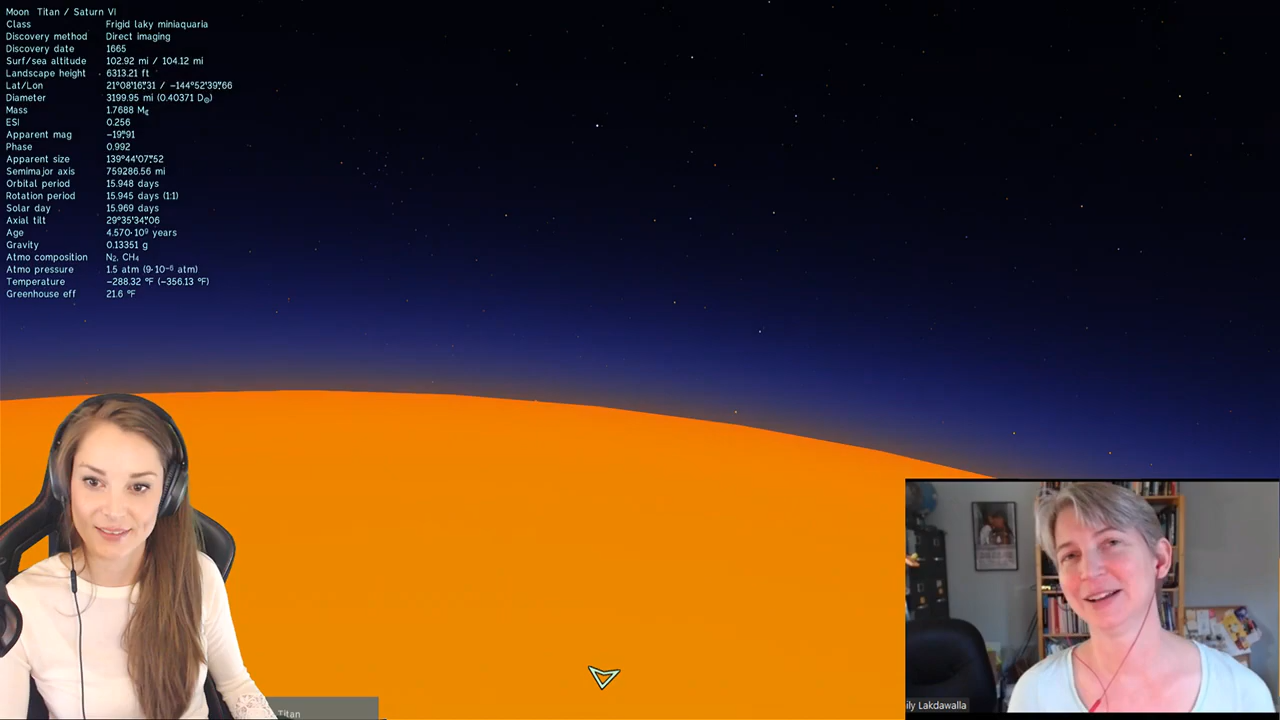 Moon Titan / Saturn VI
Class Frigid laky miniaquaria
Discovery method Direct imaging
Discovery date 1665
Surf/sea altitude 102.92 mi / 104.12 mi
Landscape height 6313.21 ft
Lat/Lon 21°08'16."31 / -144°52'39."66
Diameter 3199.95 mi (0.40371 D⊕)
Mass 1.7688 M☾
ESI 0.256
Apparent mag -19.ᵐ91
Phase 0.992
Apparent size 139°44'07."52
Semimajor axis 759286.56 mi
Orbital period 15.948 days
Rotation period 15.945 days (1:1)
Solar day 15.969 days
Axial tilt 29°35'34."06
Age 4.570·10⁹ years
Gravity 0.13351 g
Atmo composition N₂, CH₄
Atmo pressure 1.5 atm (9·10⁻⁶ atm)
Temperature -288.32 °F (-356.13 °F)
Greenhouse eff 21.6 °F
ily Lakdawalla
Titan